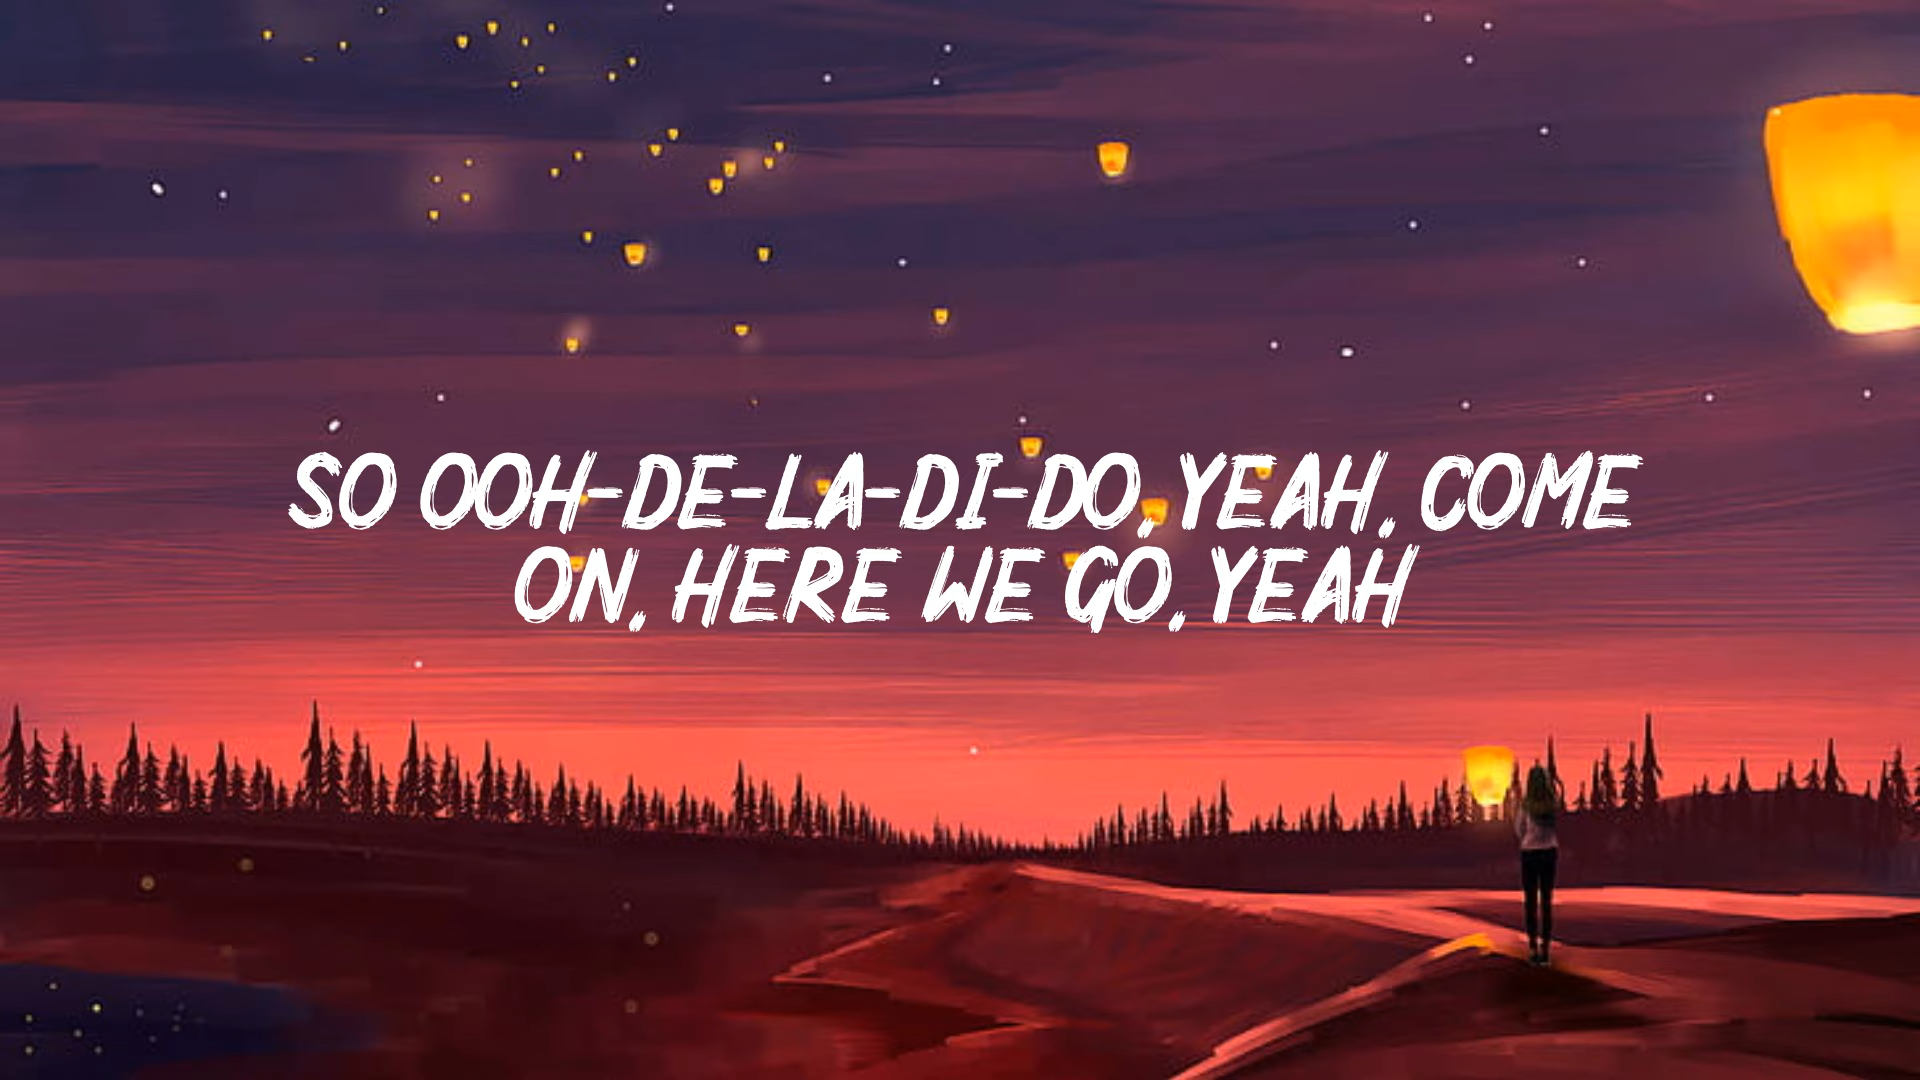 SO OOH-DE-LA-DI-DO, YEAH, COME
ON, HERE WE GO, YEAH